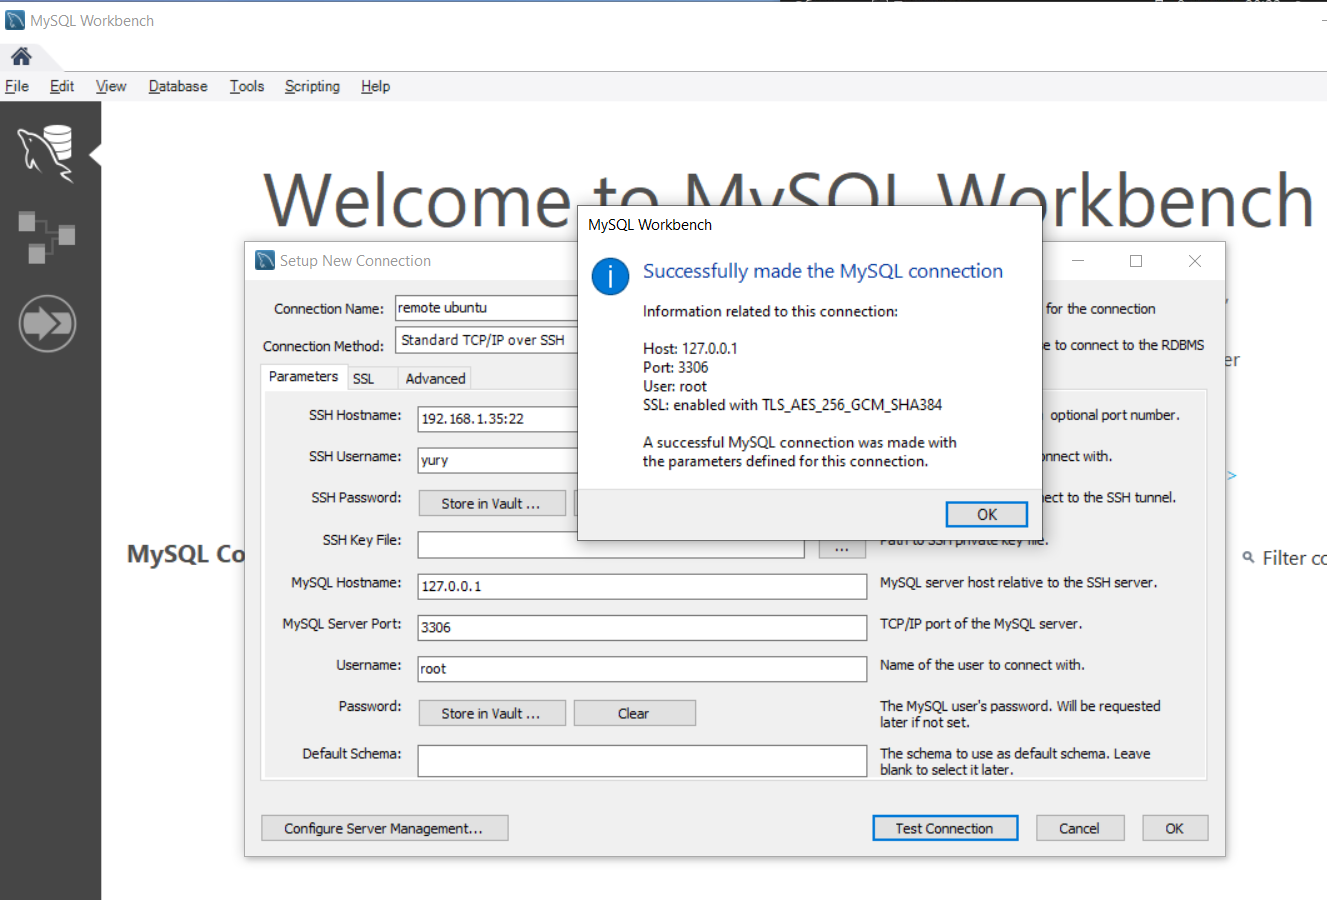 MySQL Workbench
File Edit View Database Tools Scripting Help
Welcome to MySQL Workbench
MySQL Workbench
Successfully made the MySQL connection
Information related to this connection:
Host: 127.0.0.1
Port: 3306
User: root
SSL: enabled with TLS_AES_256_GCM_SHA384
A successful MySQL connection was made with
the parameters defined for this connection.
OK
Setup New Connection
Connection Name: remote ubuntu for the connection
Connection Method: Standard TCP/IP over SSH to connect to the RDBMS
Parameters SSL Advanced
SSH Hostname: 192.168.1.35:22 optional port number.
SSH Username: yury with.
SSH Password: Store in Vault ... to the SSH tunnel.
SSH Key File: ... Path to SSH private key file.
MySQL Hostname: 127.0.0.1 MySQL server host relative to the SSH server.
MySQL Server Port: 3306 TCP/IP port of the MySQL server.
Username: root Name of the user to connect with.
Password: Store in Vault ... Clear The MySQL user's password. Will be requested
later if not set.
Default Schema: The schema to use as default schema. Leave
blank to select it later.
Configure Server Management... Test Connection Cancel OK
MySQL Co
Filter co